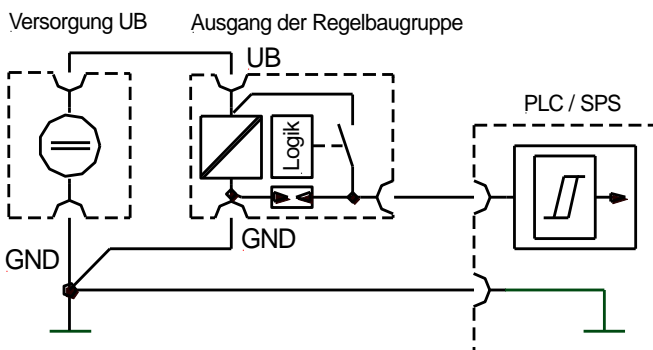 Versorgung UB
Ausgang der Regelbaugruppe
UB
PLC / SPS
Logik
GND
GND